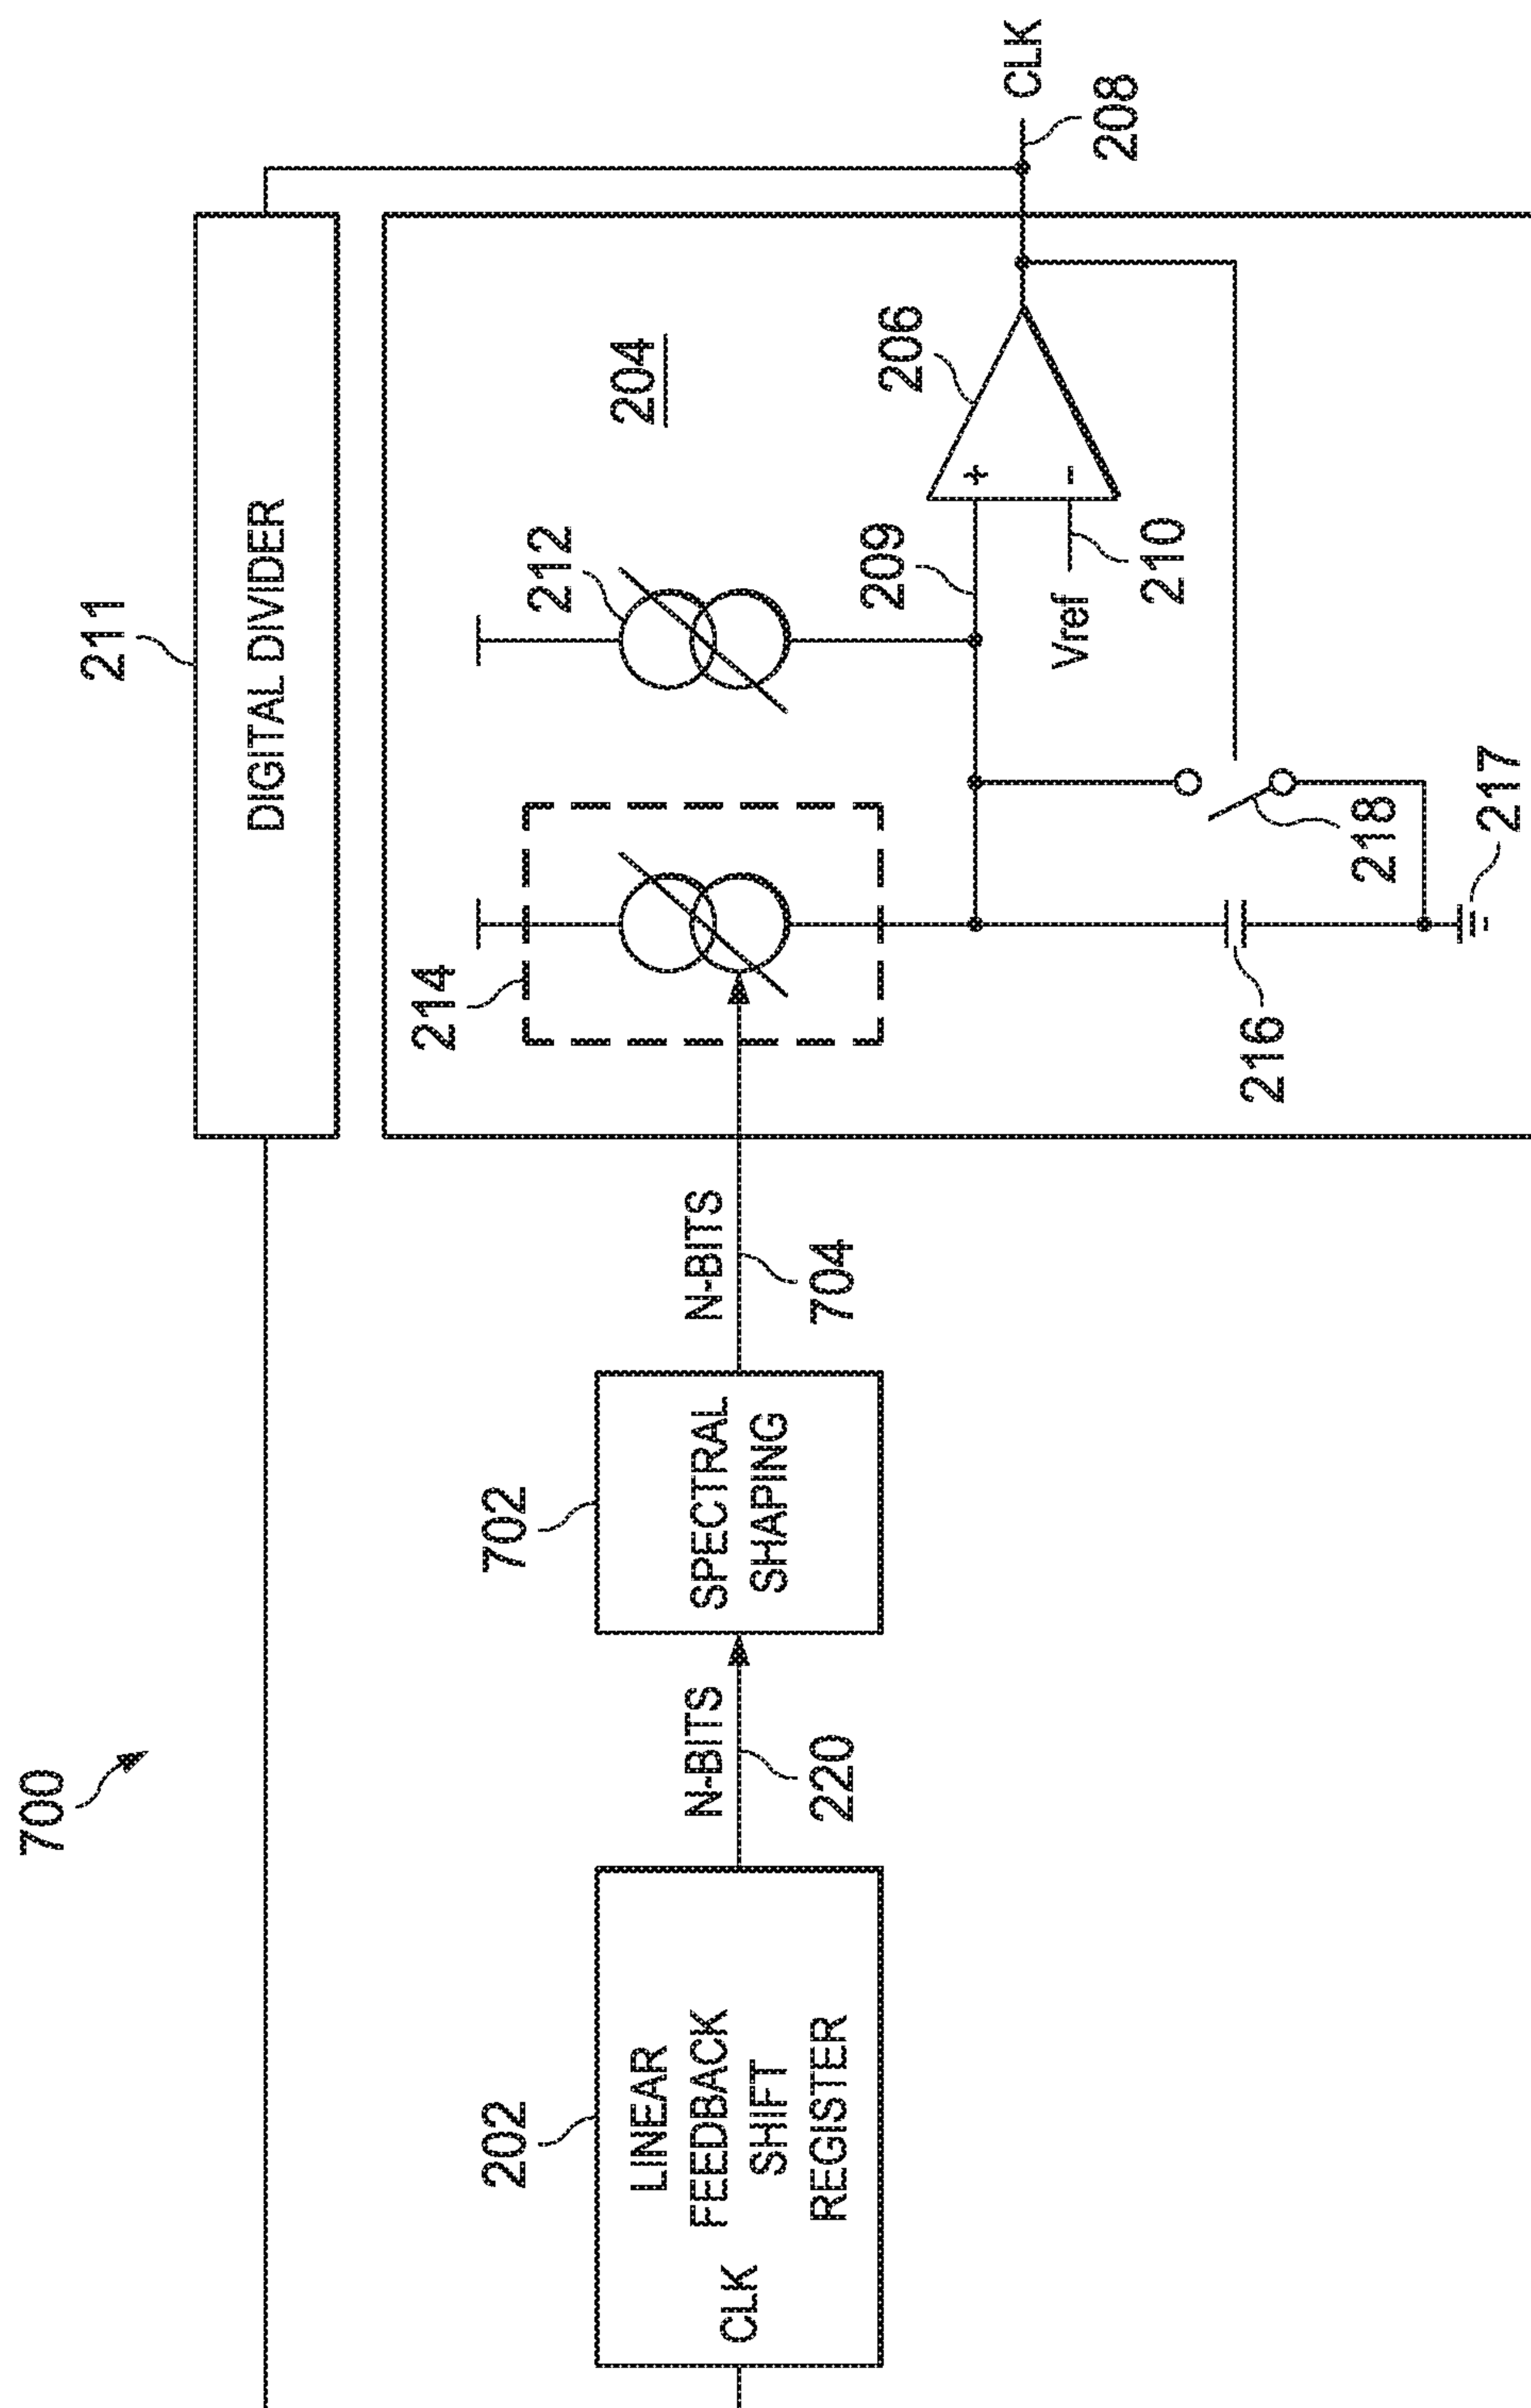 700
211
DIGITAL DIVIDER
202
LINEAR
FEEDBACK
SHIFT
REGISTER
CLK
N-BITS
220
702
SPECTRAL
SHAPING
N-BITS
704
214
212
204
209
206
+
-
Vref
210
CLK
208
216
218
217